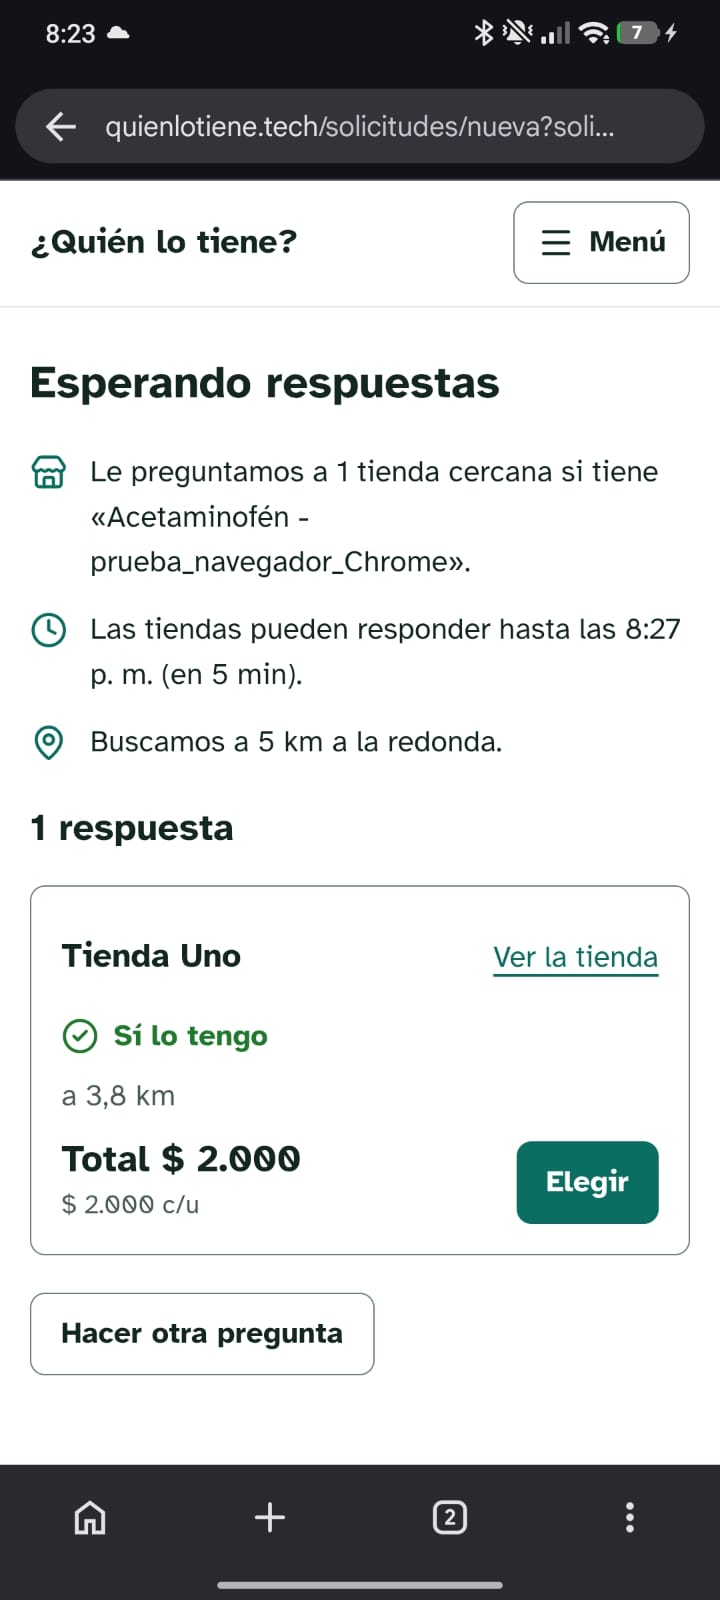 8:23
7
quienlotiene.tech/solicitudes/nueva?soli...
¿Quién lo tiene?
Menú
Esperando respuestas
Le preguntamos a 1 tienda cercana si tiene
«Acetaminofén -
prueba_navegador_Chrome».
Las tiendas pueden responder hasta las 8:27
p. m. (en 5 min).
Buscamos a 5 km a la redonda.
1 respuesta
Tienda Uno
Ver la tienda
Sí lo tengo
a 3,8 km
Total $ 2.000
$ 2.000 c/u
Elegir
Hacer otra pregunta
2